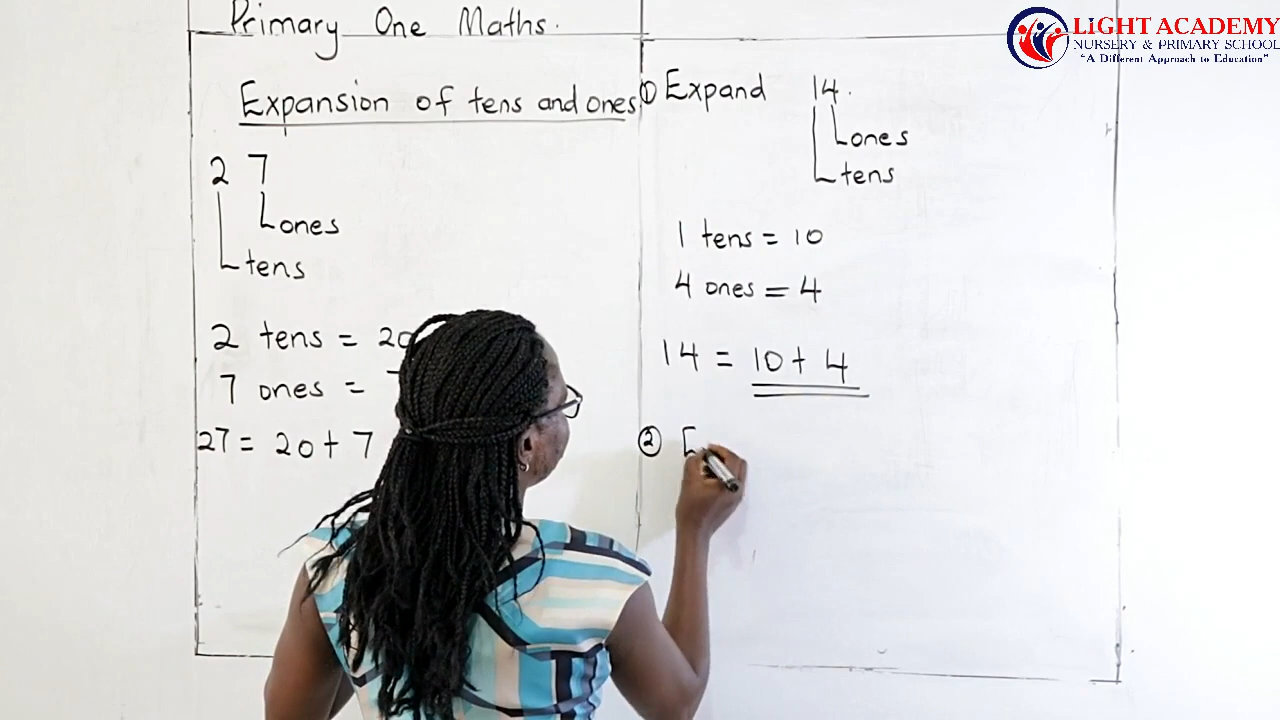 Primary One Maths.
Expansion of tens and ones
2 7
ones
tens
2 tens = 20
7 ones =
27 = 20 + 7
① Expand 14.
ones
tens
1 tens = 10
4 ones = 4
14 = 10 + 4
②
LIGHT ACADEMY
NURSERY & PRIMARY SCHOOL
"A Different Approach to Education"